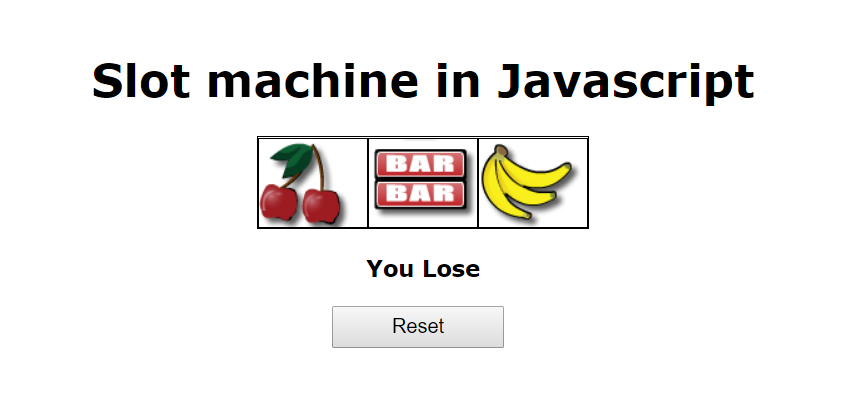 Slot machine in Javascript
BAR
BAR
You Lose
Reset